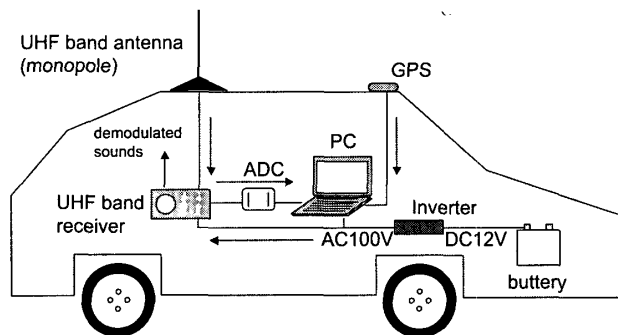 UHF band antenna
(monopole)
GPS
demodulated
sounds
PC
ADC
UHF band
receiver
Inverter
AC100V
DC12V
buttery